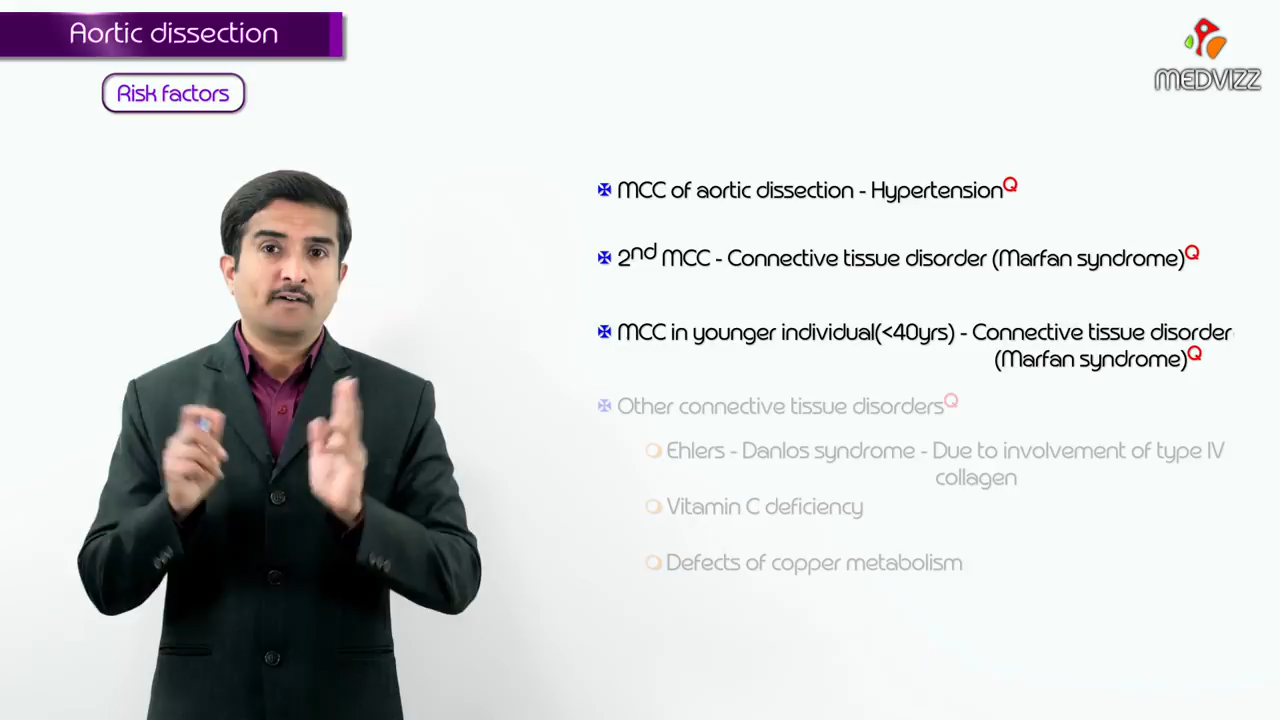 Aortic dissection
MEDVIZZ
Risk factors
MCC of aortic dissection - HypertensionQ
2nd MCC - Connective tissue disorder (Marfan syndrome)Q
MCC in younger individual(<40yrs) - Connective tissue disorder
(Marfan syndrome)Q
Other connective tissue disordersQ
Ehlers - Danlos syndrome - Due to involvement of type IV
collagen
Vitamin C deficiency
Defects of copper metabolism